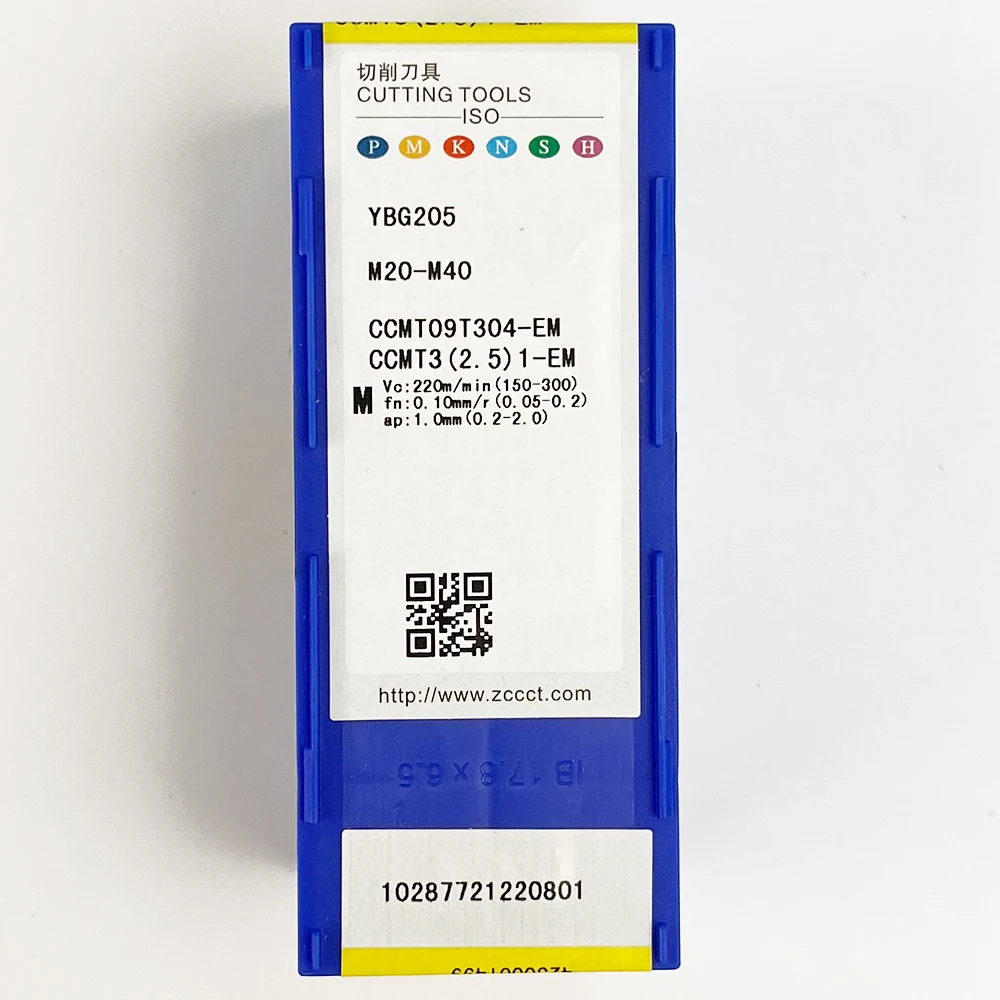 切削刀具
CUTTING TOOLS
ISO
P M K N S H
YBG205
M20-M40
CCMT09T304-EM
CCMT3(2.5)1-EM
M
Vc:220m/min(150-300)
fn:0.10mm/r(0.05-0.2)
ap:1.0mm(0.2-2.0)
http://www.zccct.com
IB 17.8 x 6.5
10287721220801